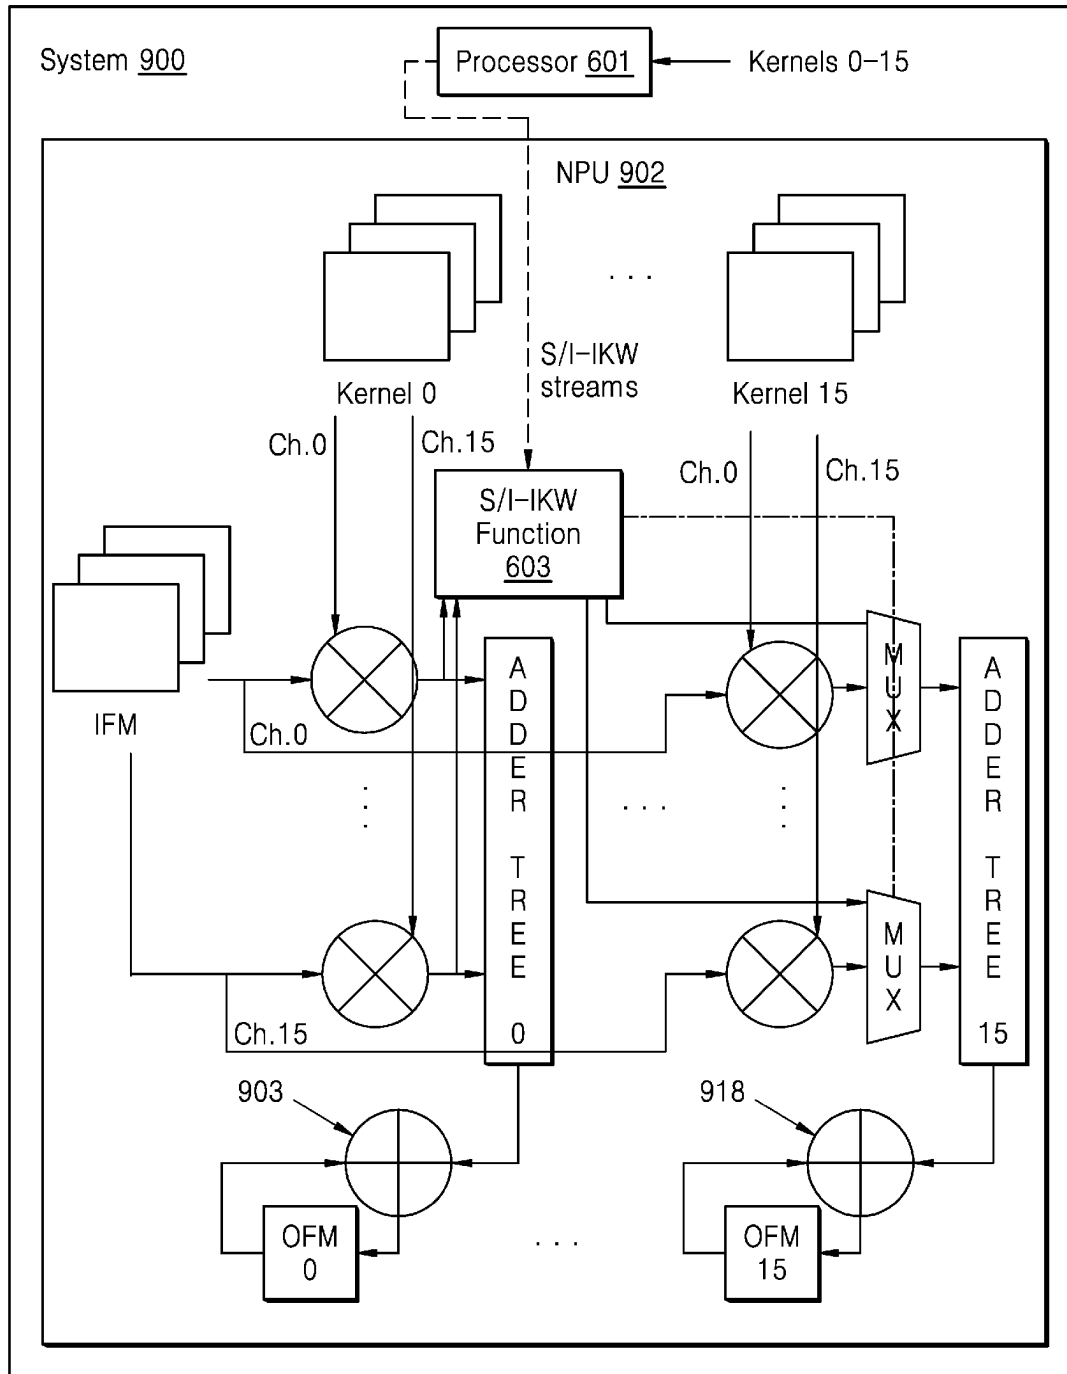 System 900
Processor 601
Kernels 0-15
NPU 902
. . .
S/I-IKW
streams
Kernel 0
Kernel 15
Ch.0
Ch.15
Ch.0
Ch.15
S/I-IKW
Function
603
IFM
Ch.0
ADDER TREE 0
MUX
ADDER TREE 15
. . .
. . .
. . .
MUX
Ch.15
903
918
OFM
0
. . .
OFM
15